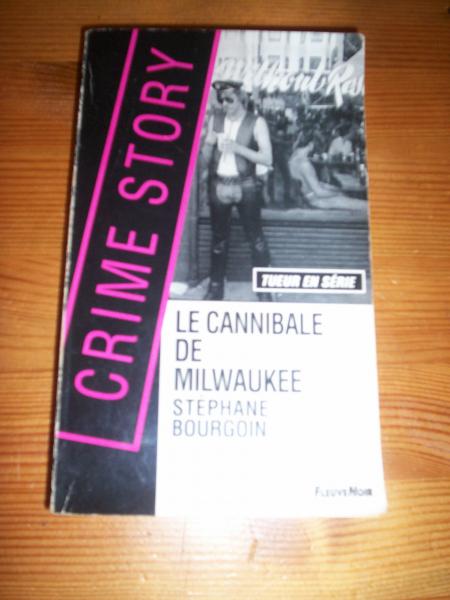 CRIME STORY
TUEUR EN SÉRIE
LE CANNIBALE
DE
MILWAUKEE
STÉPHANE
BOURGOIN
FLEUVE NOIR